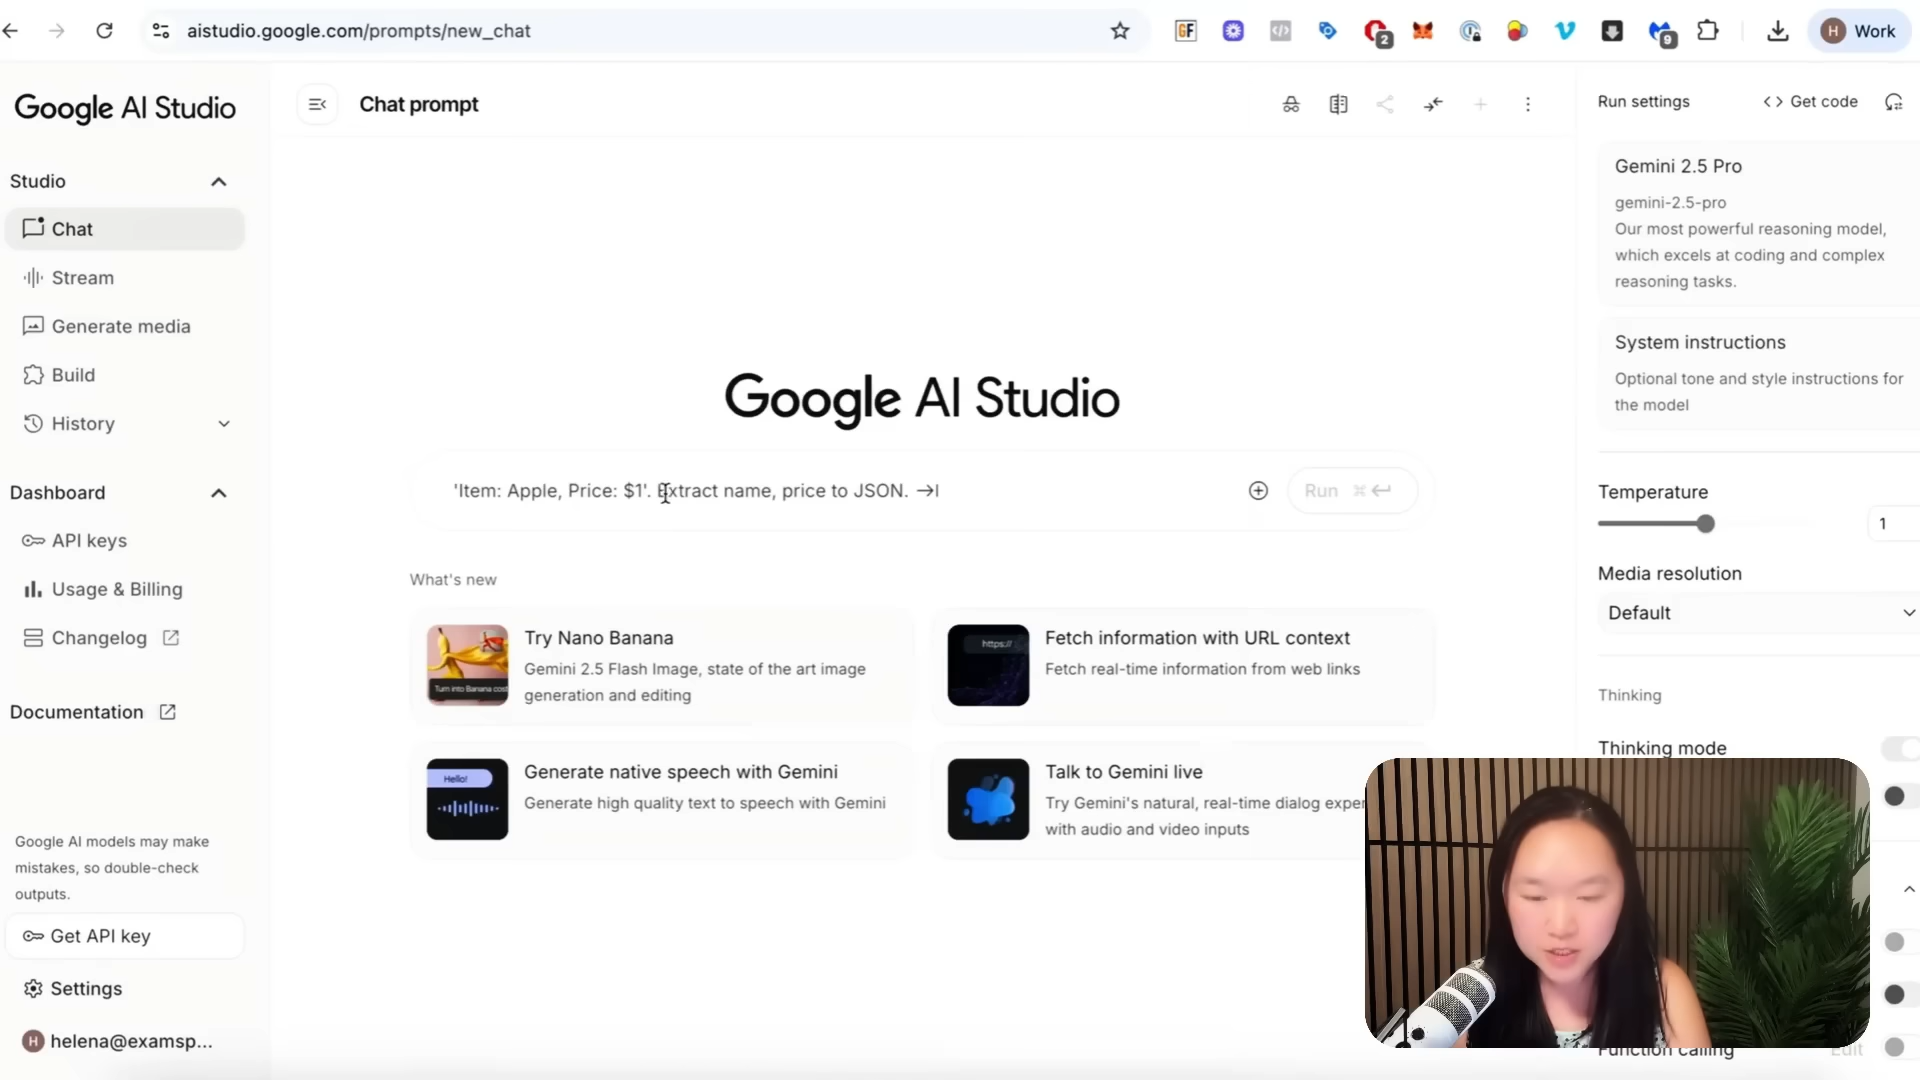 aistudio.google.com/prompts/new_chat
2
9
H Work
Google AI Studio
Studio
Chat
Stream
Generate media
Build
History
Dashboard
API keys
Usage & Billing
Changelog
Documentation
Google AI models may make
mistakes, so double-check
outputs.
Get API key
Settings
H helena@examsp...
Chat prompt
Google AI Studio
'Item: Apple, Price: $1'. Extract name, price to JSON.
Run ⌘
What's new
Try Nano Banana
Gemini 2.5 Flash Image, state of the art image
generation and editing
Fetch information with URL context
Fetch real-time information from web links
https://
Hello!
Generate native speech with Gemini
Generate high quality text to speech with Gemini
Talk to Gemini live
Try Gemini's natural, real-time dialog
with audio and video inputs
Run settings
<> Get code
Gemini 2.5 Pro
gemini-2.5-pro
Our most powerful reasoning model,
which excels at coding and complex
reasoning tasks.
System instructions
Optional tone and style instructions for
the model
Temperature
1
Media resolution
Default
Thinking
Thinking mode
Function calling
Edit